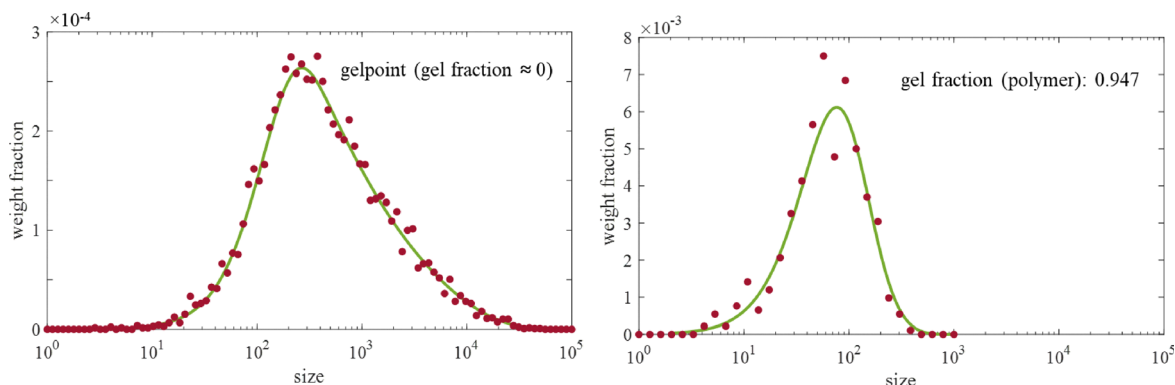 ×10⁻⁴
3
2
1
0
weight fraction
gelpoint (gel fraction ≈ 0)
10⁰ 10¹ 10² 10³ 10⁴ 10⁵
size
×10⁻³
8
7
6
5
4
3
2
1
0
weight fraction
gel fraction (polymer): 0.947
10⁰ 10¹ 10² 10³ 10⁴ 10⁵
size